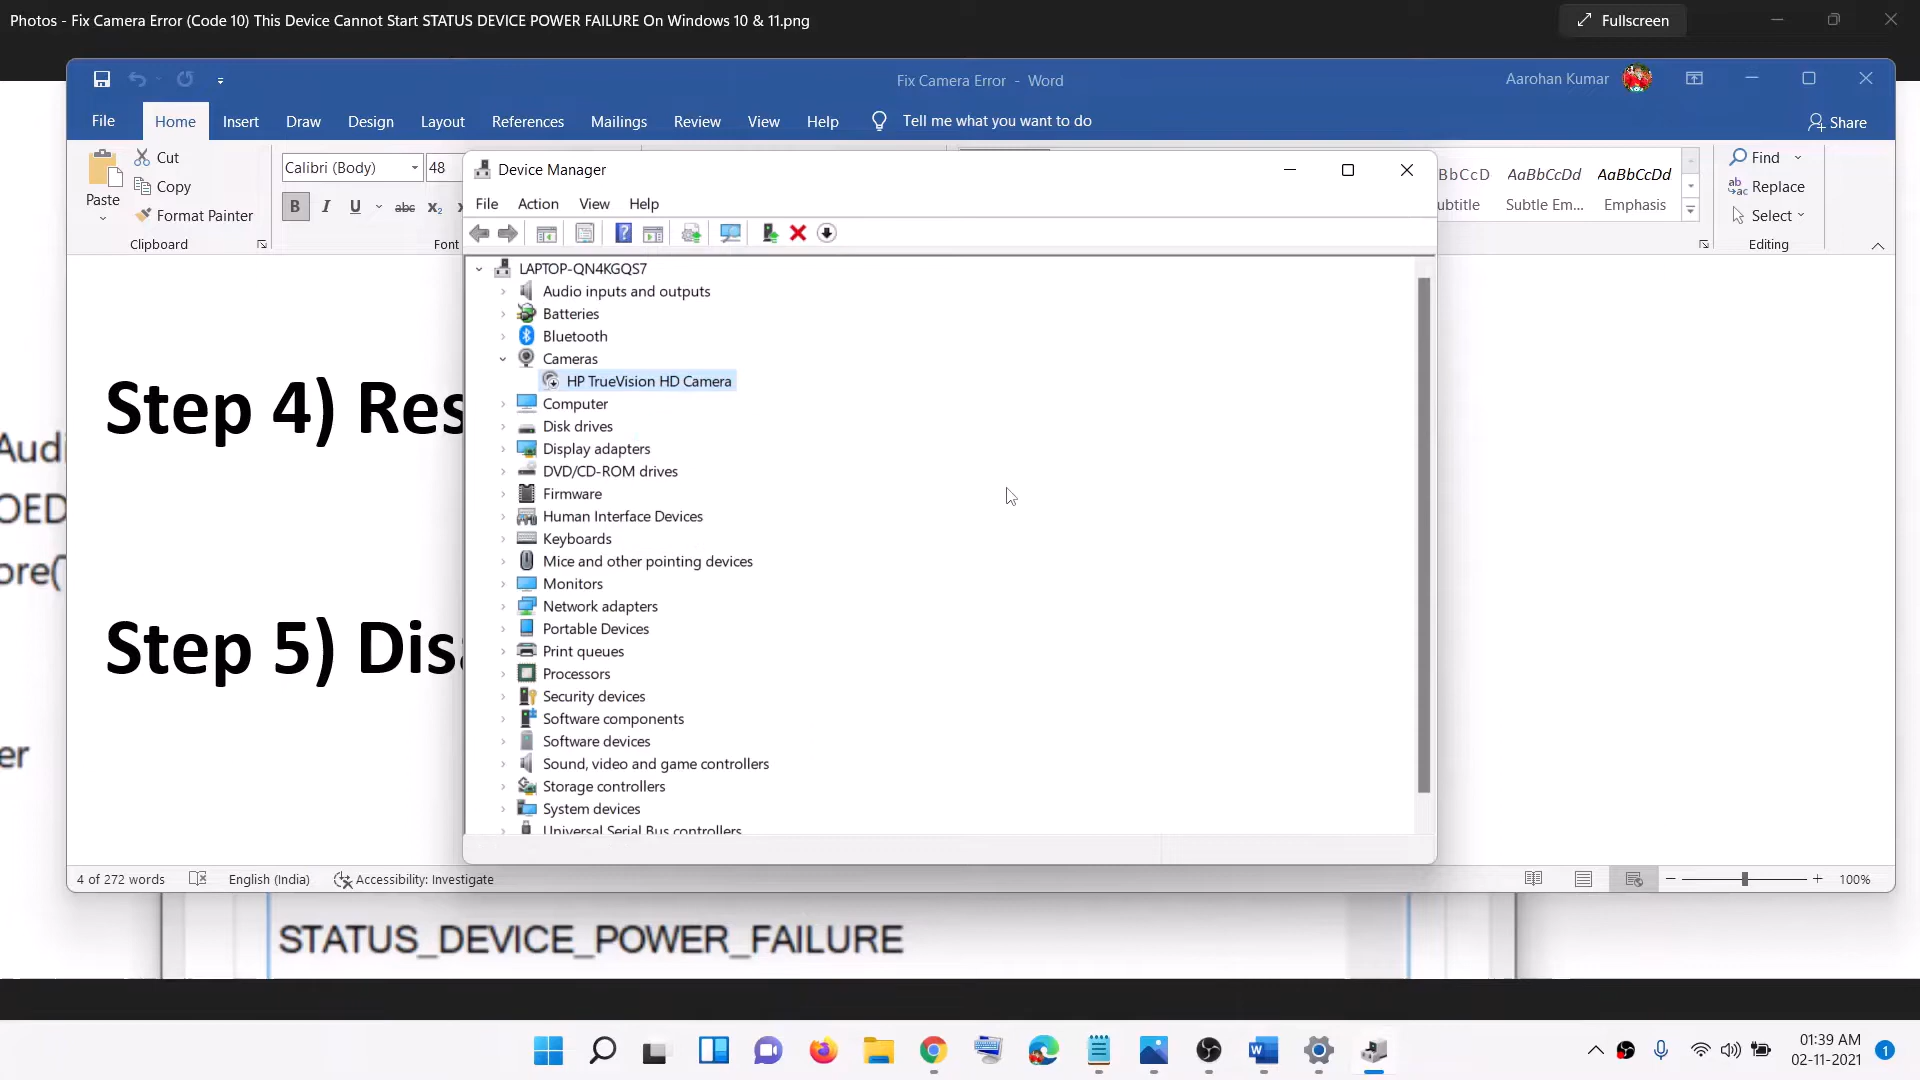 Photos - Fix Camera Error (Code 10) This Device Cannot Start STATUS DEVICE POWER FAILURE On Windows 10 & 11.png
Fullscreen
Fix Camera Error - Word
Aarohan Kumar
File
Home
Insert
Draw
Design
Layout
References
Mailings
Review
View
Help
Tell me what you want to do
Share
Paste
Cut
Copy
Format Painter
Clipboard
Calibri (Body)
48
B
I
U
abc
x₂
Font
Subtle Em...
Emphasis
AaBbCcDd
AaBbCcDd
Find
Replace
Select
Editing
Device Manager
File
Action
View
Help
LAPTOP-QN4KGQS7
Audio inputs and outputs
Batteries
Bluetooth
Cameras
HP TrueVision HD Camera
Computer
Disk drives
Display adapters
DVD/CD-ROM drives
Firmware
Human Interface Devices
Keyboards
Mice and other pointing devices
Monitors
Network adapters
Portable Devices
Print queues
Processors
Security devices
Software components
Software devices
Sound, video and game controllers
Storage controllers
System devices
Universal Serial Bus controllers
Step 4) Res
Step 5) Dis
Audi
OED
ore(
er
4 of 272 words
English (India)
Accessibility: Investigate
100%
STATUS_DEVICE_POWER_FAILURE
01:39 AM
02-11-2021
1